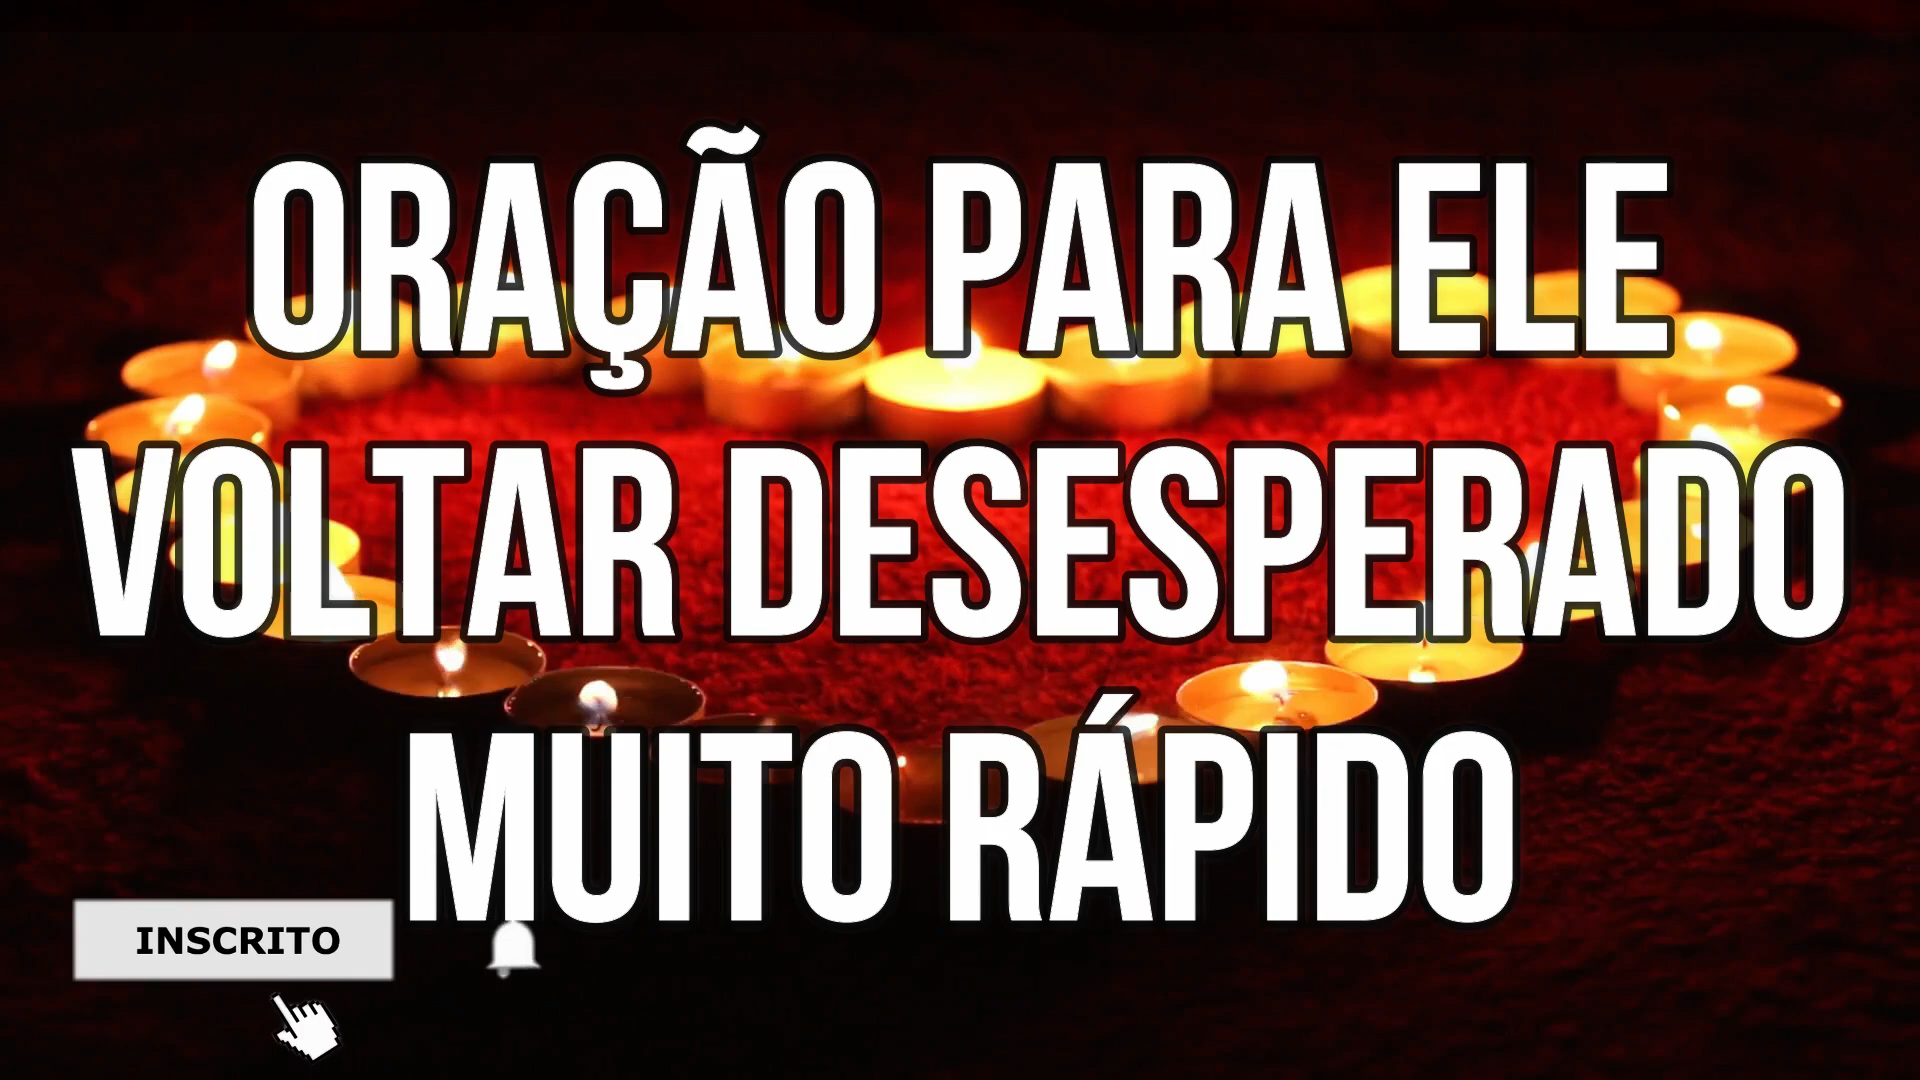 ORAÇÃO PARA ELE
VOLTAR DESESPERADO
MUITO RÁPIDO
INSCRITO